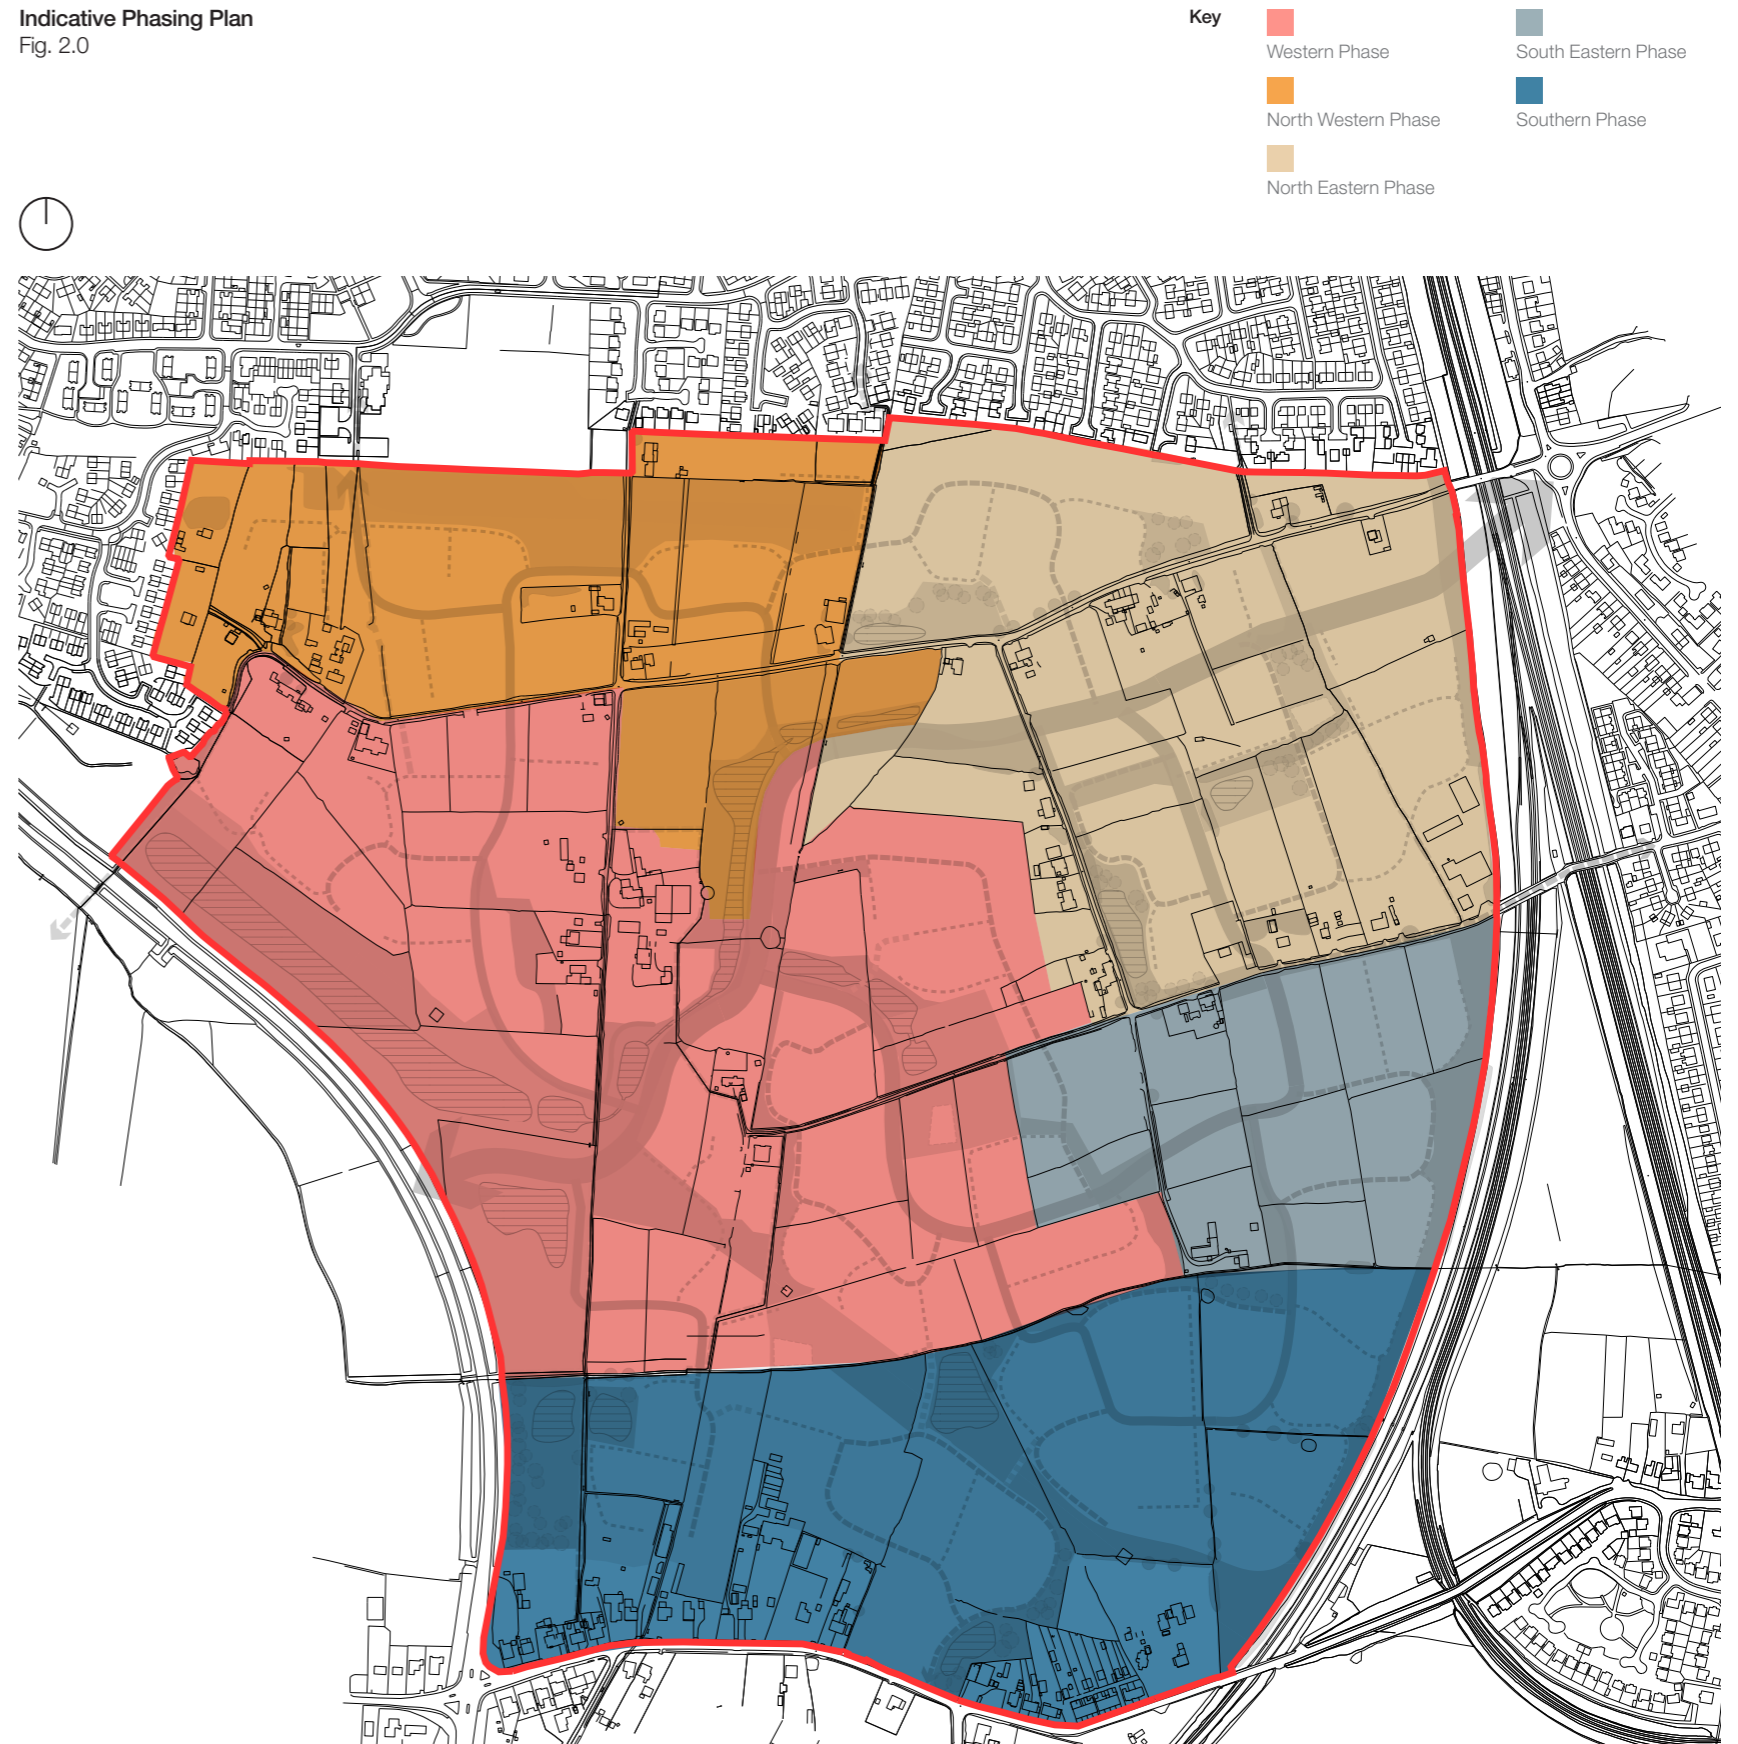 Indicative Phasing Plan
Fig. 2.0
Key
Western Phase
North Western Phase
North Eastern Phase
South Eastern Phase
Southern Phase